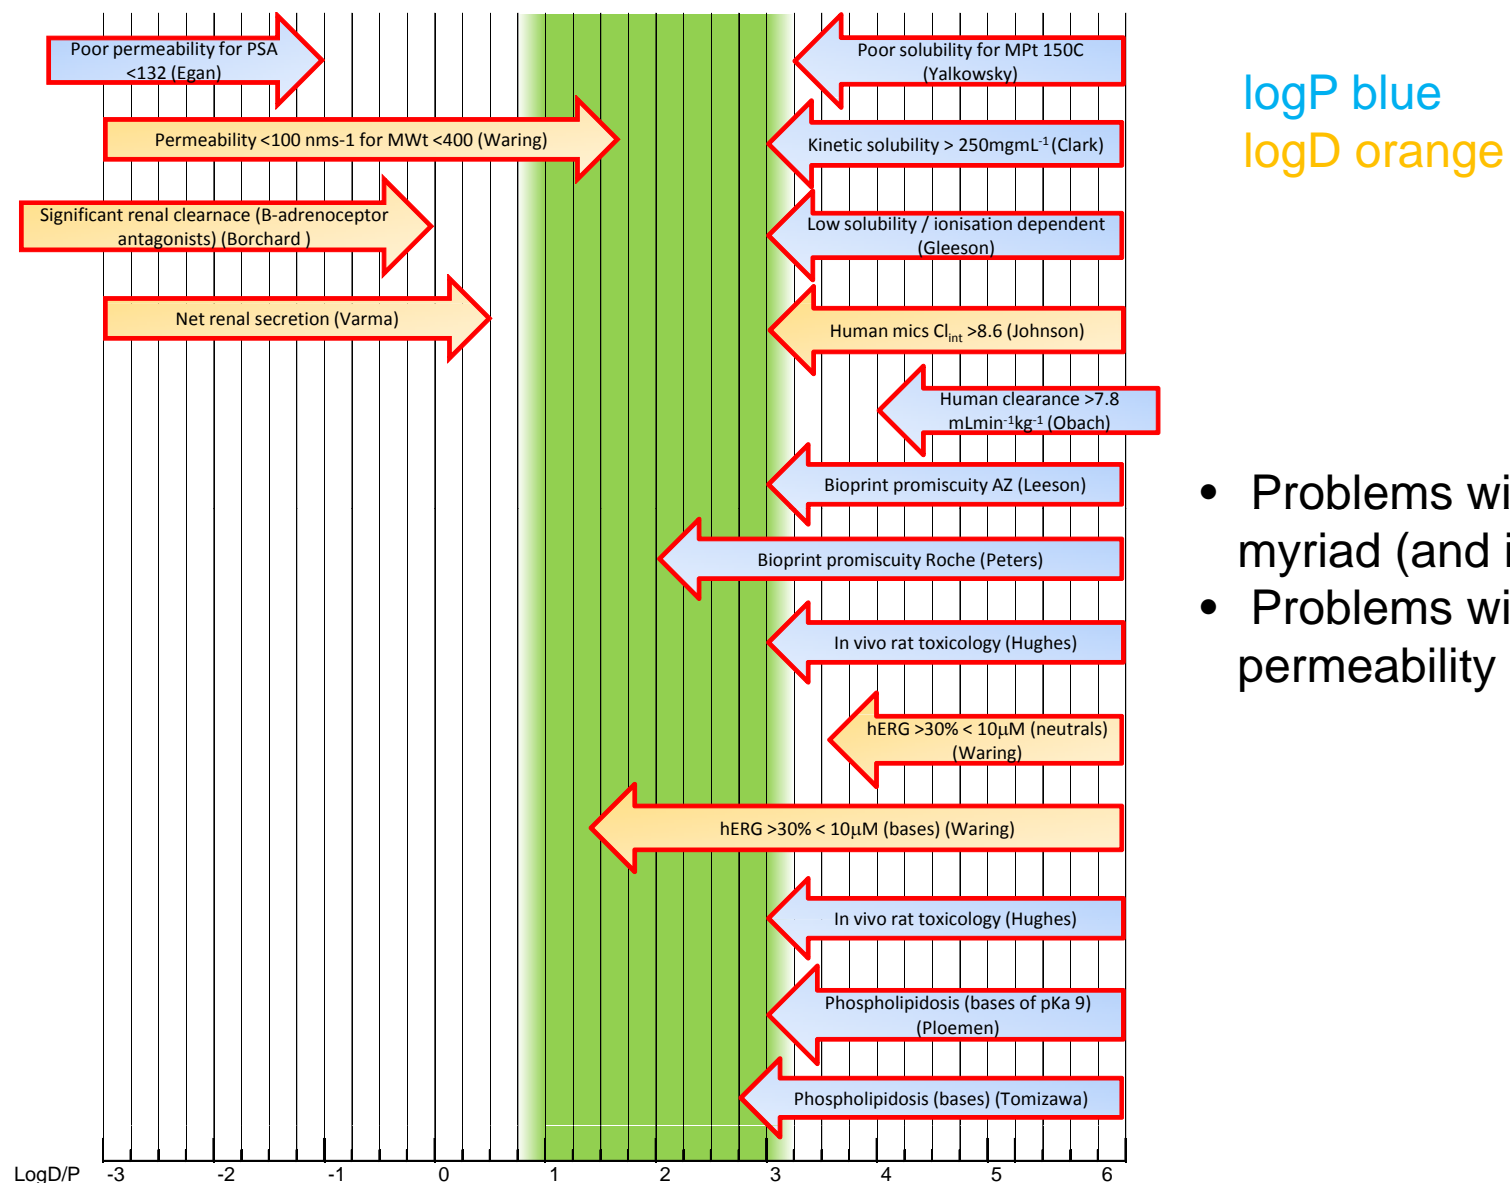 Poor permeability for PSA
<132 (Egan)
Poor solubility for MPt 150C
(Yalkowsky)
logP blue
logD orange
Permeability <100 nms-1 for MWt <400 (Waring)
Kinetic solubility > 250mgmL-1 (Clark)
Significant renal clearnace (B-adrenoceptor
antagonists) (Borchard )
Low solubility / ionisation dependent
(Gleeson)
Net renal secretion (Varma)
Human mics Clint >8.6 (Johnson)
Human clearance >7.8
mLmin-1kg-1 (Obach)
Bioprint promiscuity AZ (Leeson)
• Problems wi
myriad (and i
• Problems wi
permeability
Bioprint promiscuity Roche (Peters)
In vivo rat toxicology (Hughes)
hERG >30% < 10μM (neutrals)
(Waring)
hERG >30% < 10μM (bases) (Waring)
In vivo rat toxicology (Hughes)
Phospholipidosis (bases of pKa 9)
(Ploemen)
Phospholipidosis (bases) (Tomizawa)
LogD/P -3 -2 -1 0 1 2 3 4 5 6